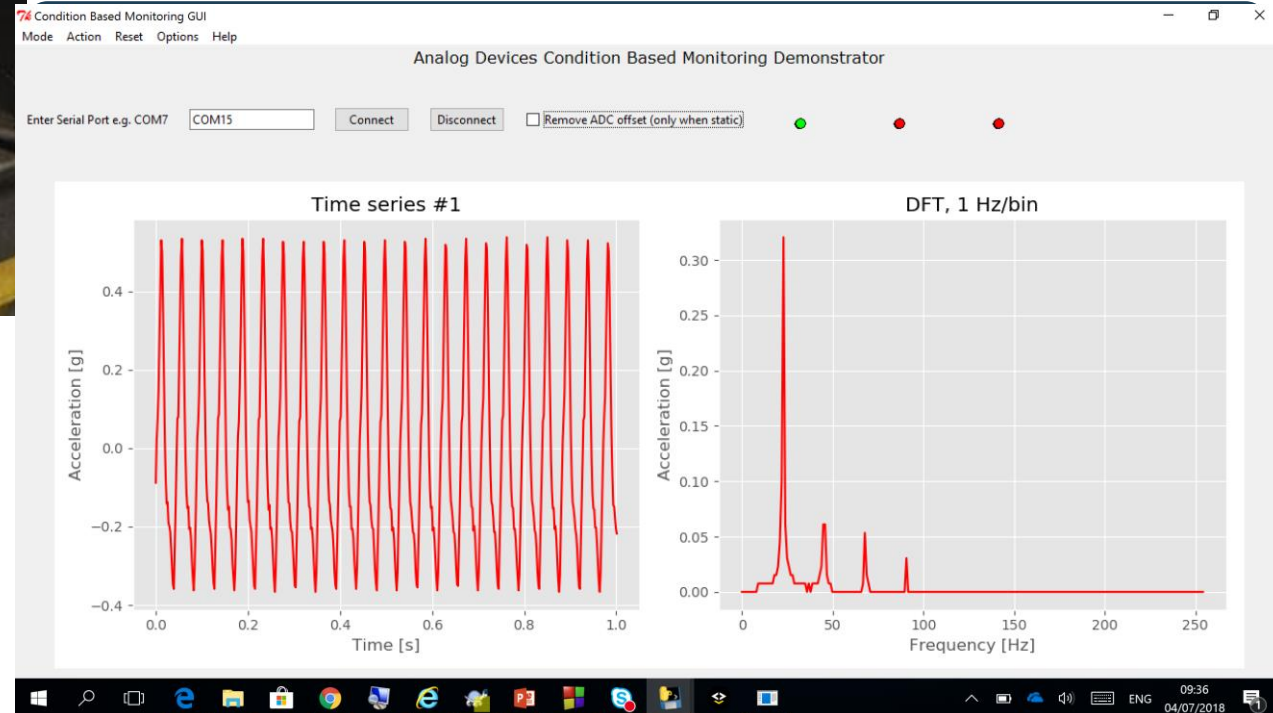 Condition Based Monitoring GUI
Mode Action Reset Options Help
Analog Devices Condition Based Monitoring Demonstrator
Enter Serial Port e.g. COM7 COM15 Connect Disconnect Remove ADC offset (only when static)
Time series #1
Acceleration [g]
0.4
0.2
0.0
−0.2
−0.4
0.0 0.2 0.4 0.6 0.8 1.0
Time [s]
DFT, 1 Hz/bin
Acceleration [g]
0.30
0.25
0.20
0.15
0.10
0.05
0.00
0 50 100 150 200 250
Frequency [Hz]
ENG
09:36
04/07/2018
1